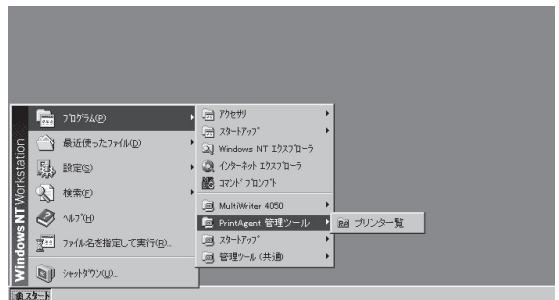 Windows NT Workstation
プログラム(P)
最近使ったファイル(D)
設定(S)
検索(F)
ヘルプ(H)
ファイル名を指定して実行(R)...
シャットダウン(U)...
スタート
アクセサリ
スタートアップ
Windows NT エクスプローラ
インターネット エクスプローラ
コマンド プロンプト
MultiWriter 4050
PrintAgent 管理ツール
スタートアップ
管理ツール (共通)
プリンター覧